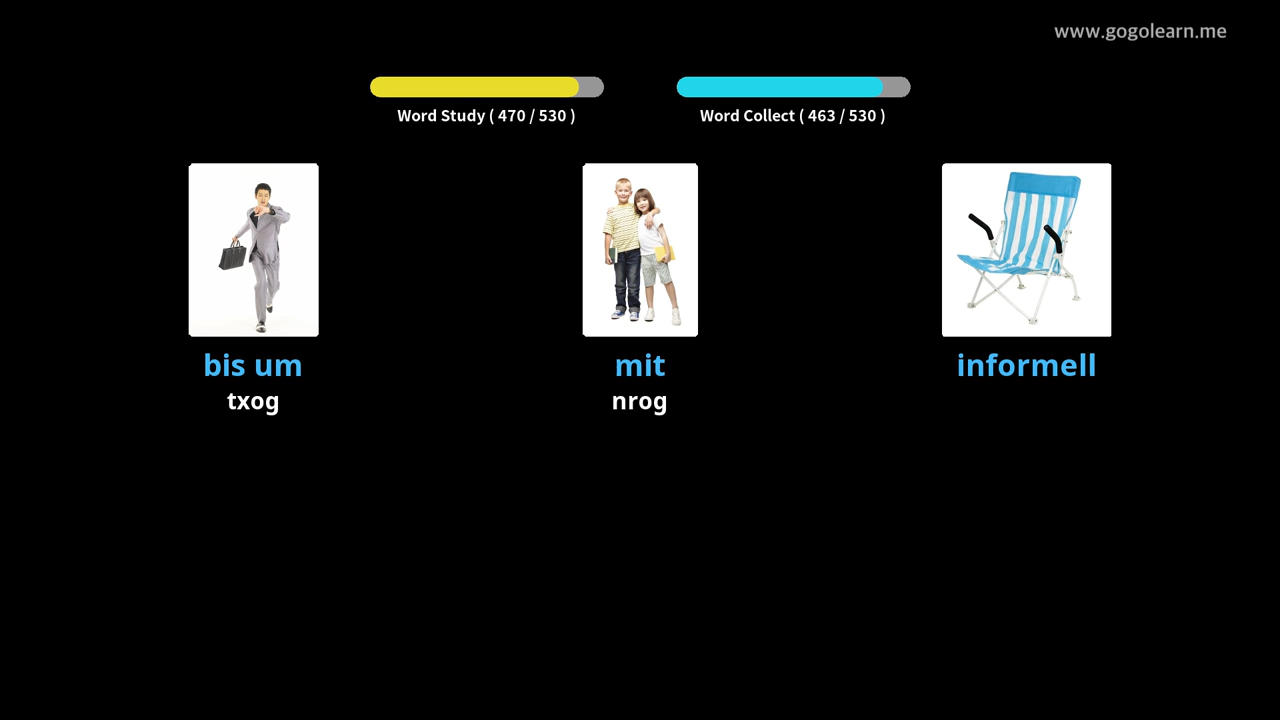 www.gogolearn.me
Word Study ( 470 / 530 )
Word Collect ( 463 / 530 )
bis um
txog
mit
nrog
informell